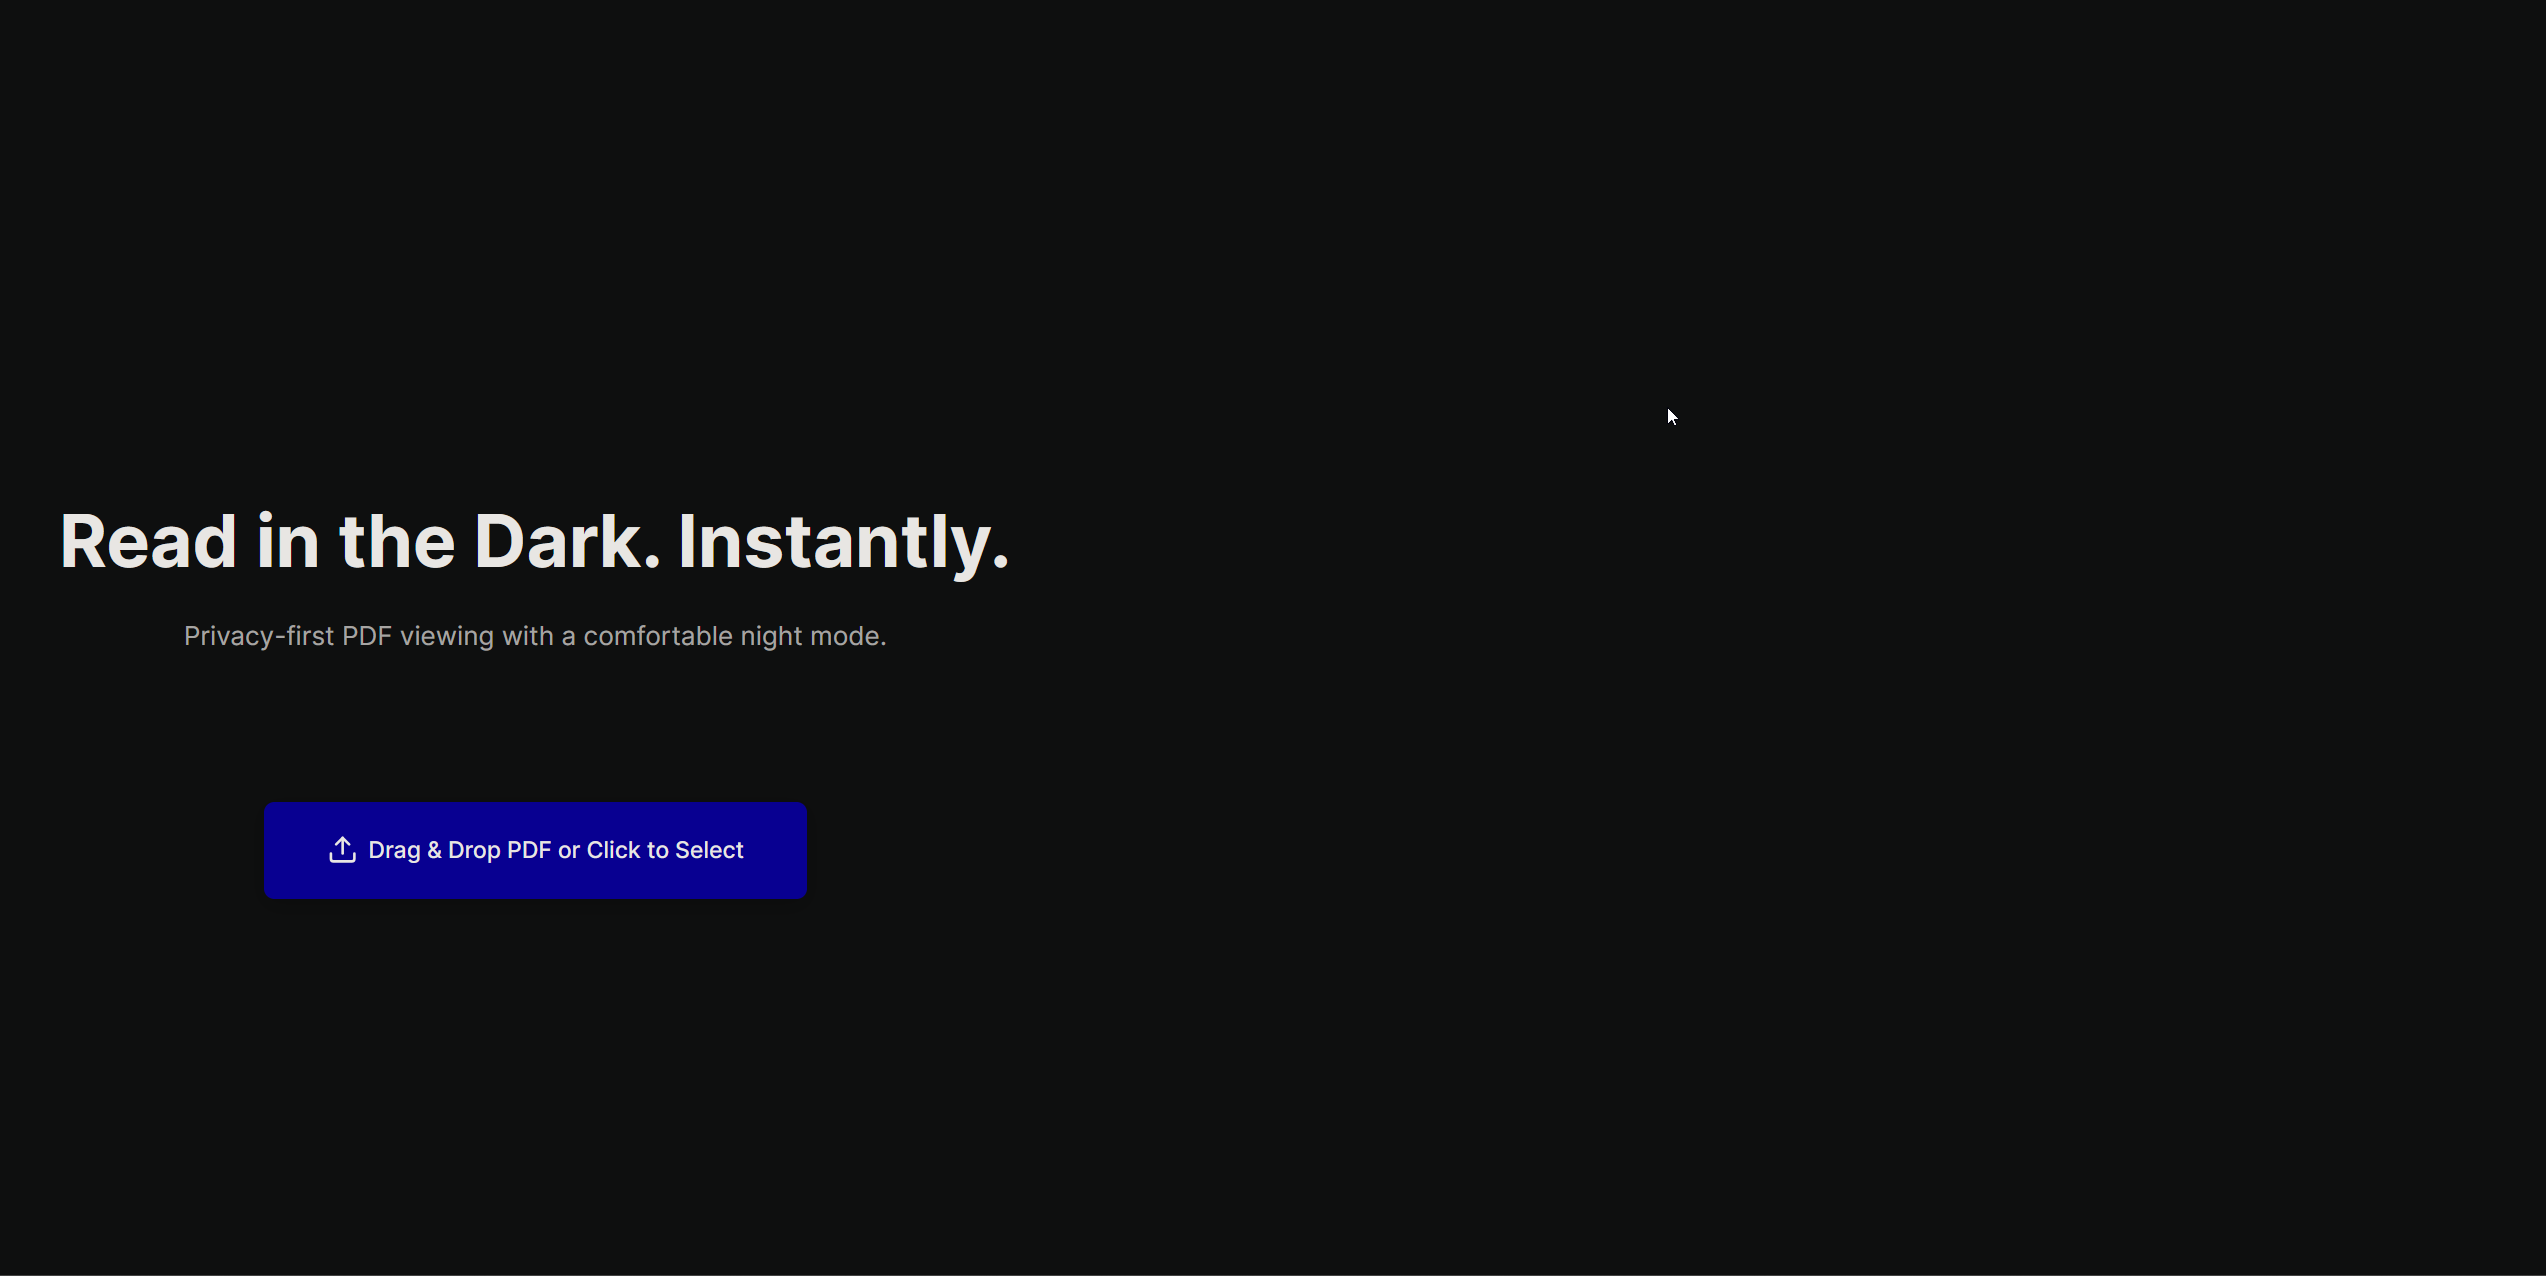 Read in the Dark. Instantly.
Privacy-first PDF viewing with a comfortable night mode.
Drag & Drop PDF or Click to Select